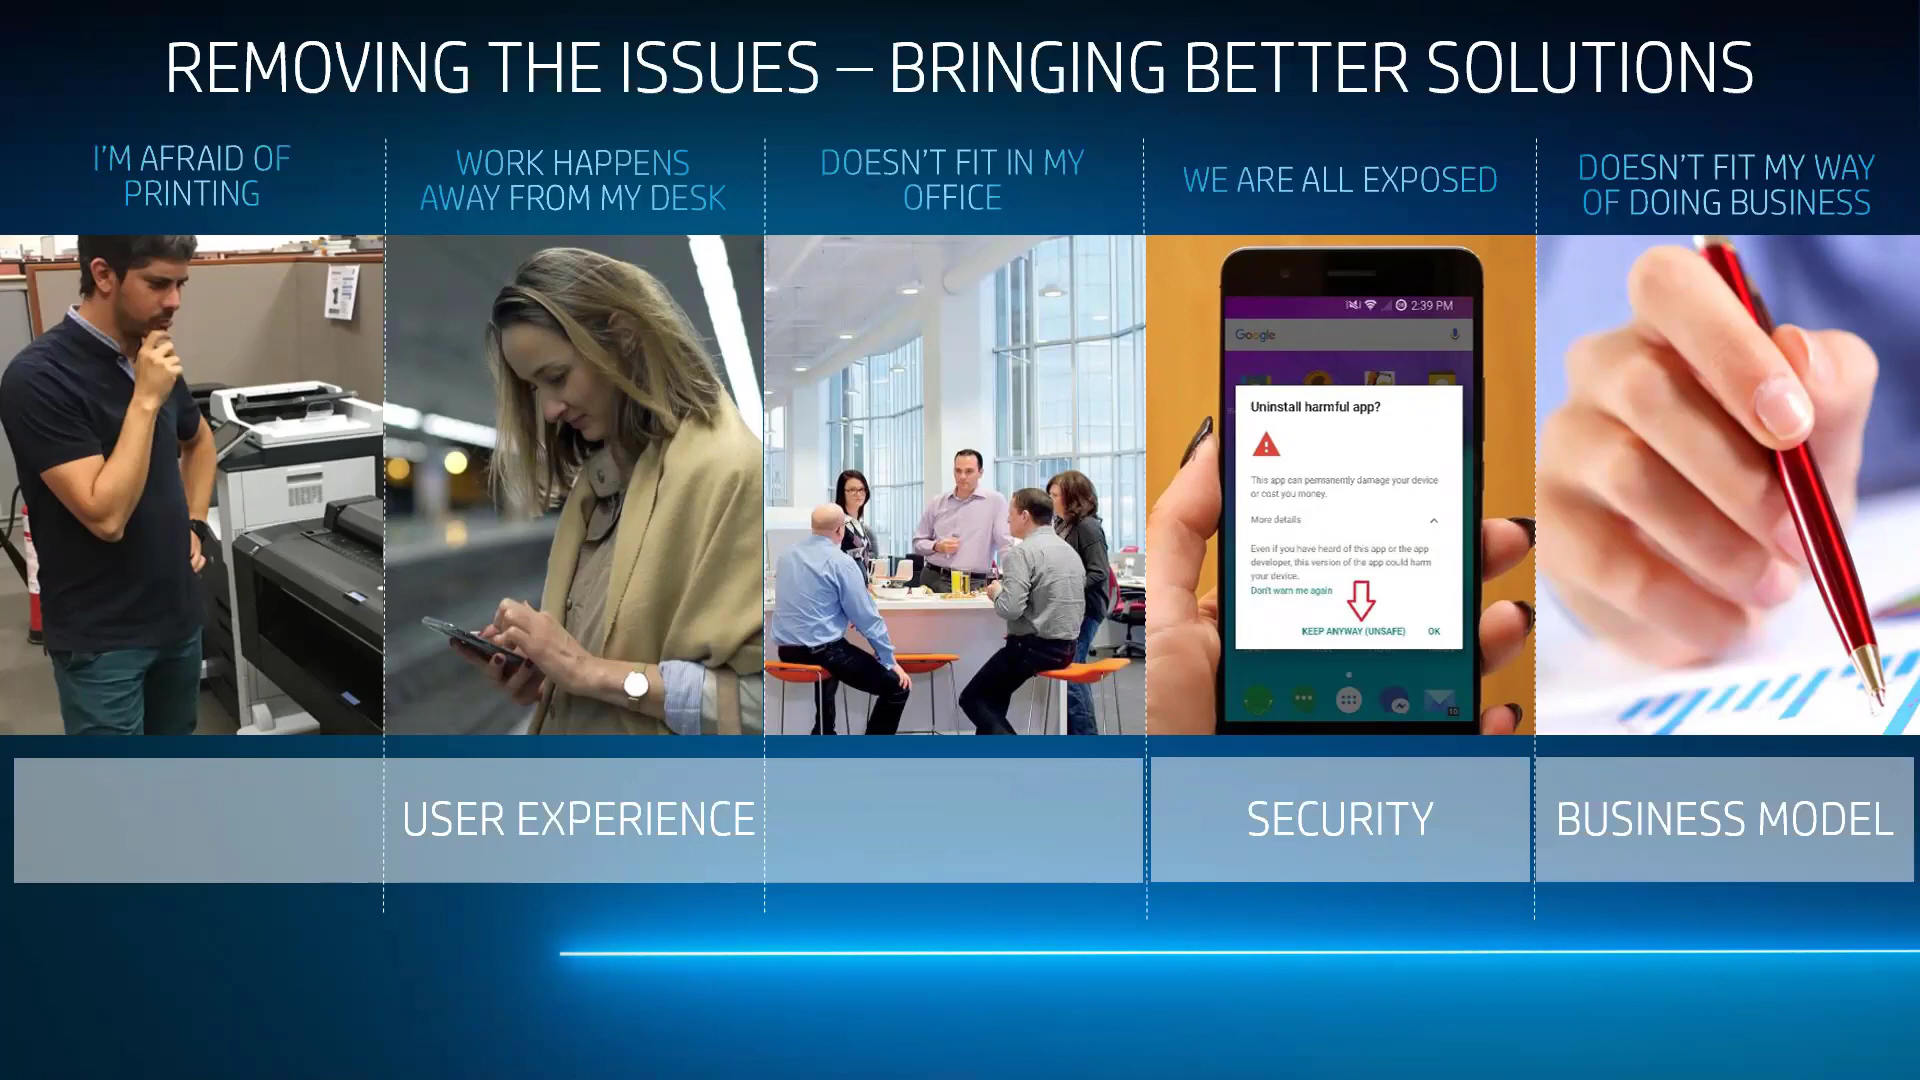 REMOVING THE ISSUES – BRINGING BETTER SOLUTIONS
I'M AFRAID OF
PRINTING
WORK HAPPENS
AWAY FROM MY DESK
DOESN'T FIT IN MY
OFFICE
WE ARE ALL EXPOSED
DOESN'T FIT MY WAY
OF DOING BUSINESS
1
2:39 PM
Google
Uninstall harmful app?
This app can permanently damage your device
or cost you money.
More details
Even if you have heard of this app or the app
developer, this version of the app could harm
your device.
Don't warn me again
KEEP ANYWAY (UNSAFE) OK
10
USER EXPERIENCE
SECURITY
BUSINESS MODEL